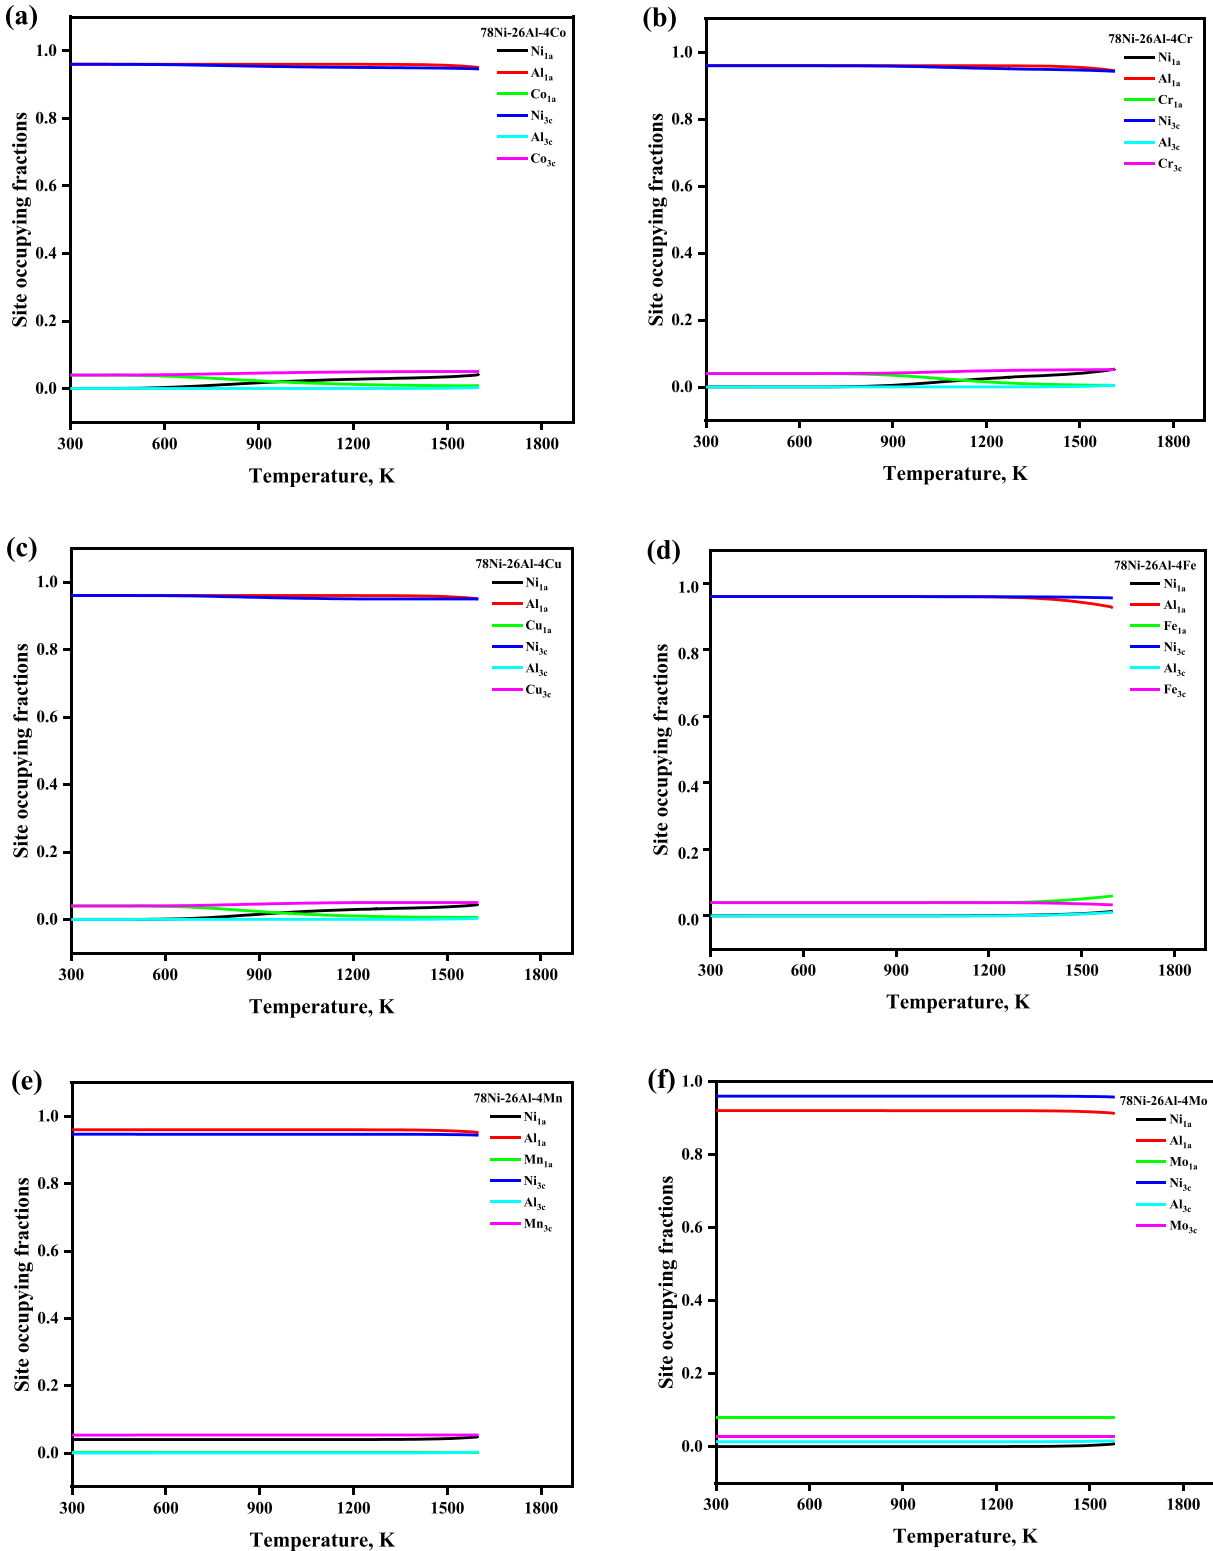 (a)
78Ni-26Al-4Co
Ni1a
Al1a
Co1a
Ni3c
Al3c
Co3c
1.0
0.8
0.6
0.4
0.2
0.0
Site occupying fractions
300 600 900 1200 1500 1800
Temperature, K
(b)
78Ni-26Al-4Cr
Ni1a
Al1a
Cr1a
Ni3c
Al3c
Cr3c
1.0
0.8
0.6
0.4
0.2
0.0
Site occupying fractions
300 600 900 1200 1500 1800
Temperature, K
(c)
78Ni-26Al-4Cu
Ni1a
Al1a
Cu1a
Ni3c
Al3c
Cu3c
1.0
0.8
0.6
0.4
0.2
0.0
Site occupying fractions
300 600 900 1200 1500 1800
Temperature, K
(d)
78Ni-26Al-4Fe
Ni1a
Al1a
Fe1a
Ni3c
Al3c
Fe3c
1.0
0.8
0.6
0.4
0.2
0.0
Site occupying fractions
300 600 900 1200 1500 1800
Temperature, K
(e)
78Ni-26Al-4Mn
Ni1a
Al1a
Mn1a
Ni3c
Al3c
Mn3c
1.0
0.8
0.6
0.4
0.2
0.0
Site occupying fractions
300 600 900 1200 1500 1800
Temperature, K
(f)
78Ni-26Al-4Mo
Ni1a
Al1a
Mo1a
Ni3c
Al3c
Mo3c
1.0
0.8
0.6
0.4
0.2
0.0
Site occupying fractions
300 600 900 1200 1500 1800
Temperature, K